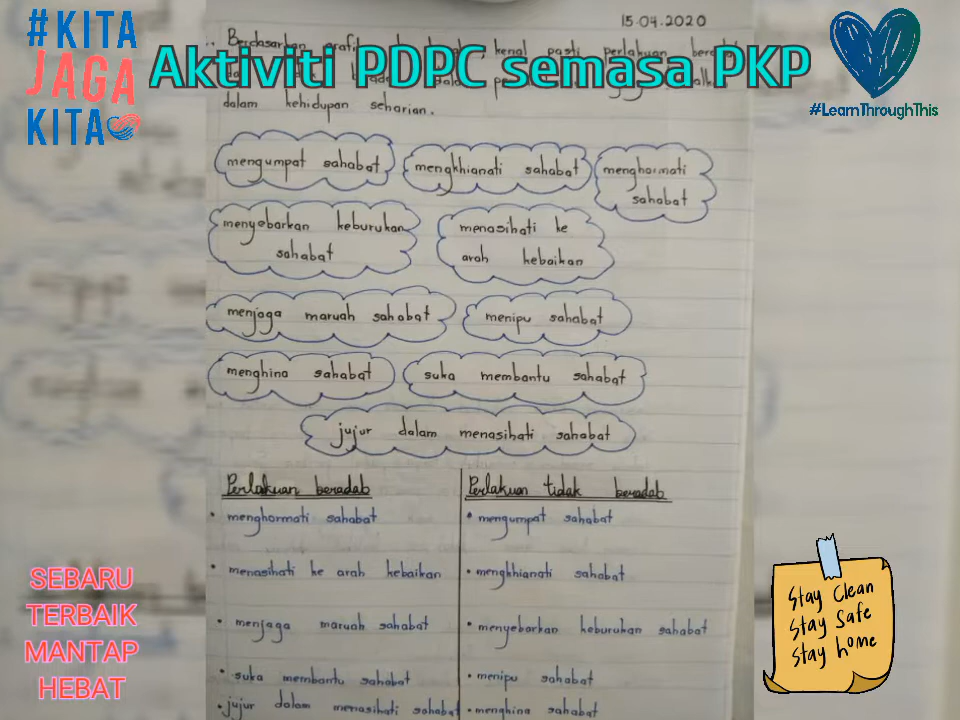 #KITA
JAGA
KITA
Aktiviti PDPC semasa PKP
#LearnThroughThis
15.04.2020
Berdasarkan kenal pasti perlakuan
dalam kehidupan seharian.
mengumpat sahabat
mengkhianati sahabat
menghormati
sahabat
menyebarkan keburukan
sahabat
menasihati ke
arah kebaikan
menjaga maruah sahabat
menipu sahabat
menghina sahabat
suka membantu sahabat
jujur dalam menasihati sahabat
Perlakuan beradab
• menghormati sahabat
• menasihati ke arah kebaikan
• menjaga maruah sahabat
• suka membantu sahabat
• jujur dalam menasihati sahabat
Perlakuan tidak beradab
• mengumpat sahabat
• mengkhianati sahabat
• menyebarkan keburukan sahabat
• menipu sahabat
• menghina sahabat
SEBARU
TERBAIK
MANTAP
HEBAT
Stay Clean
Stay Safe
Stay home